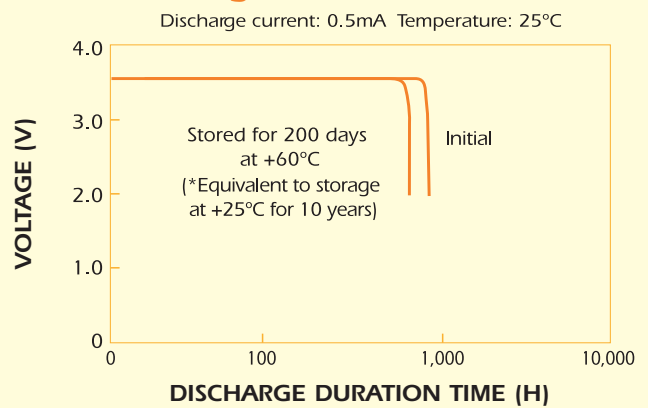 Discharge current: 0.5mA Temperature: 25°C
4.0
3.0
2.0
1.0
0
VOLTAGE (V)
Stored for 200 days
at +60°C
(*Equivalent to storage
at +25°C for 10 years)
Initial
0
100
1,000
10,000
DISCHARGE DURATION TIME (H)